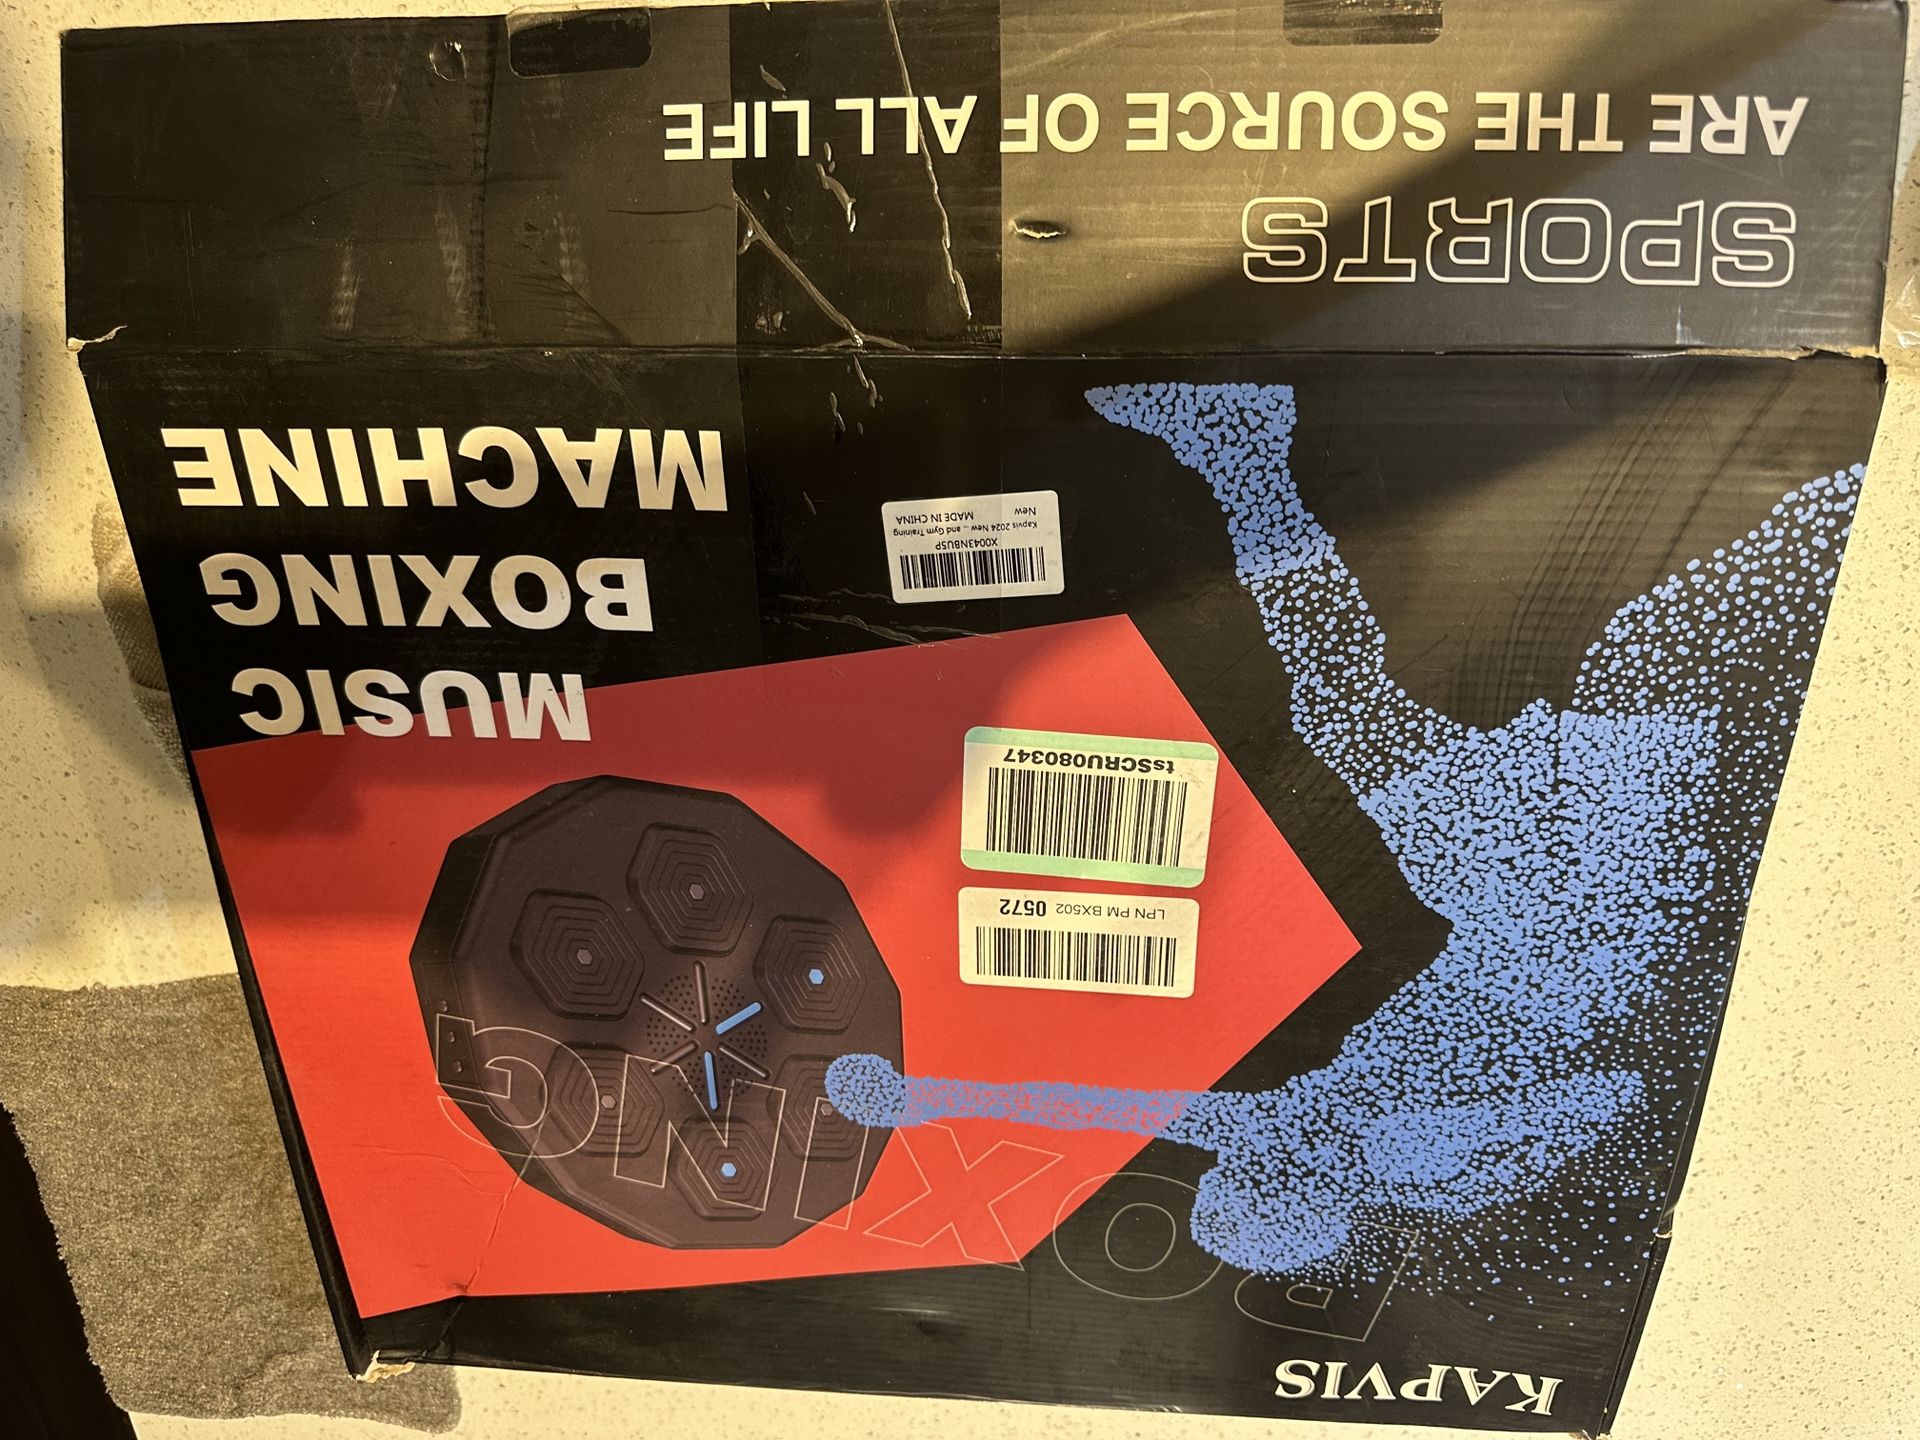 KAPVIS
BOXING
LPN PM BX502 0572
tsSCRU080347
MUSIC
BOXING
MACHINE
X0043NBU5P
Kapvis 2024 New ... and Gym Training
New MADE IN CHINA
SPORTS
ARE THE SOURCE OF ALL LIFE